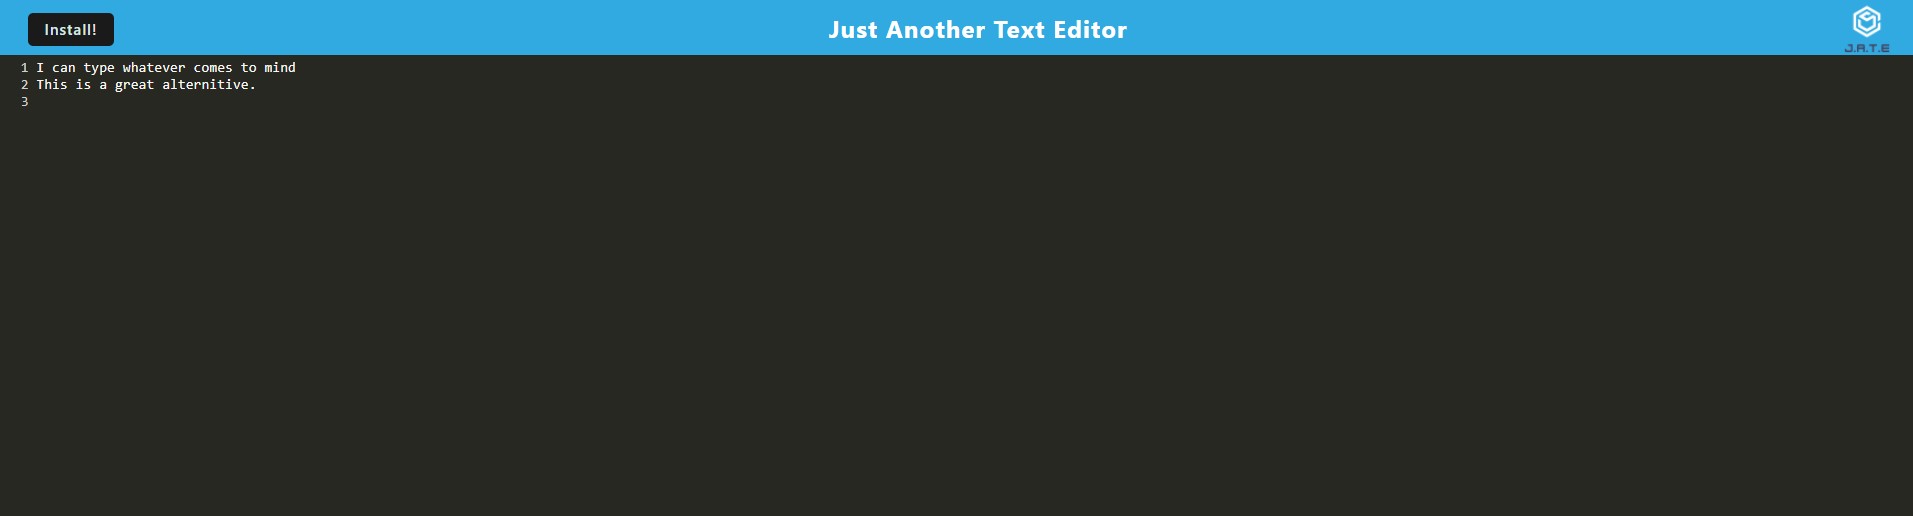 Install!
Just Another Text Editor
J.A.T.E
1 I can type whatever comes to mind
2 This is a great alternitive.
3